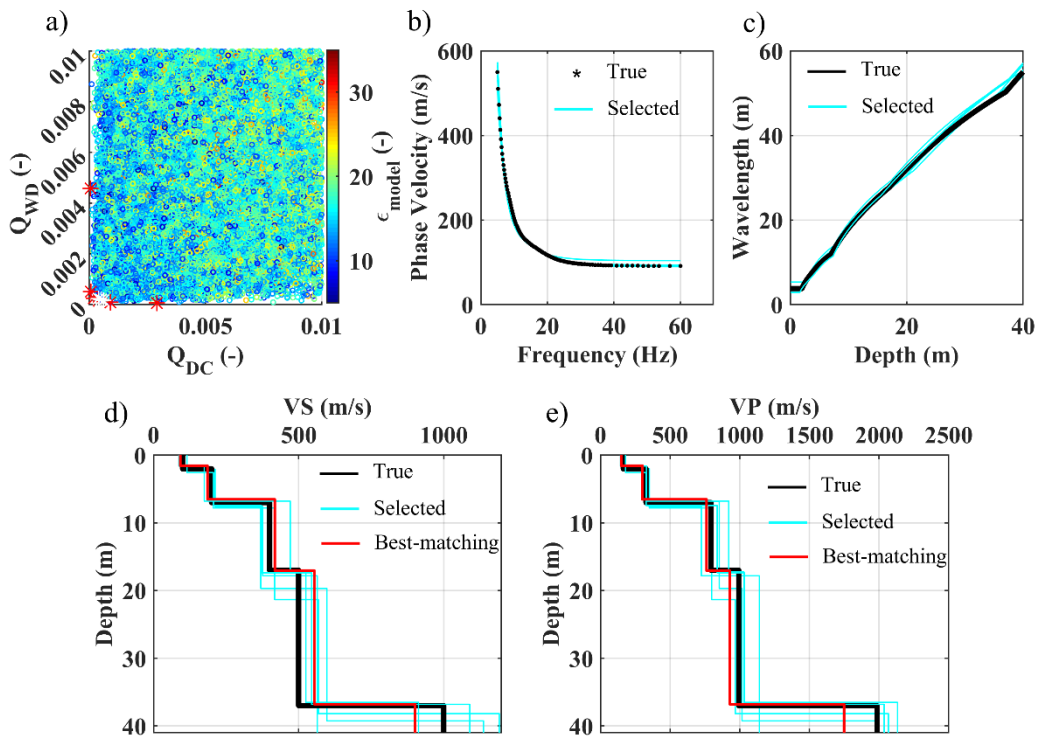 a)
0.01
0.008
0.006
0.004
0.002
0
Q_WD (-)
0 0.005 0.01
Q_DC (-)
30
20
10
ϵ_model (-)
b)
600
400
200
0
Phase Velocity (m/s)
True
Selected
0 20 40 60
Frequency (Hz)
c)
60
40
20
0
Wavelength (m)
True
Selected
0 20 40
Depth (m)
d)
VS (m/s)
0 500 1000
0
10
20
30
40
Depth (m)
True
Selected
Best-matching
e)
VP (m/s)
0 500 1000 1500 2000 2500
0
10
20
30
40
Depth (m)
True
Selected
Best-matching